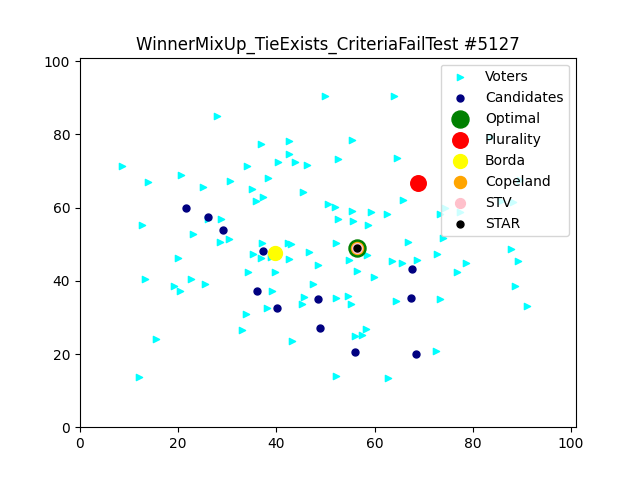 WinnerMixUp_TieExists_CriteriaFailTest #5127
100
80
60
40
20
0
0
20
40
60
80
100
Voters
Candidates
Optimal
Plurality
Borda
Copeland
STV
STAR